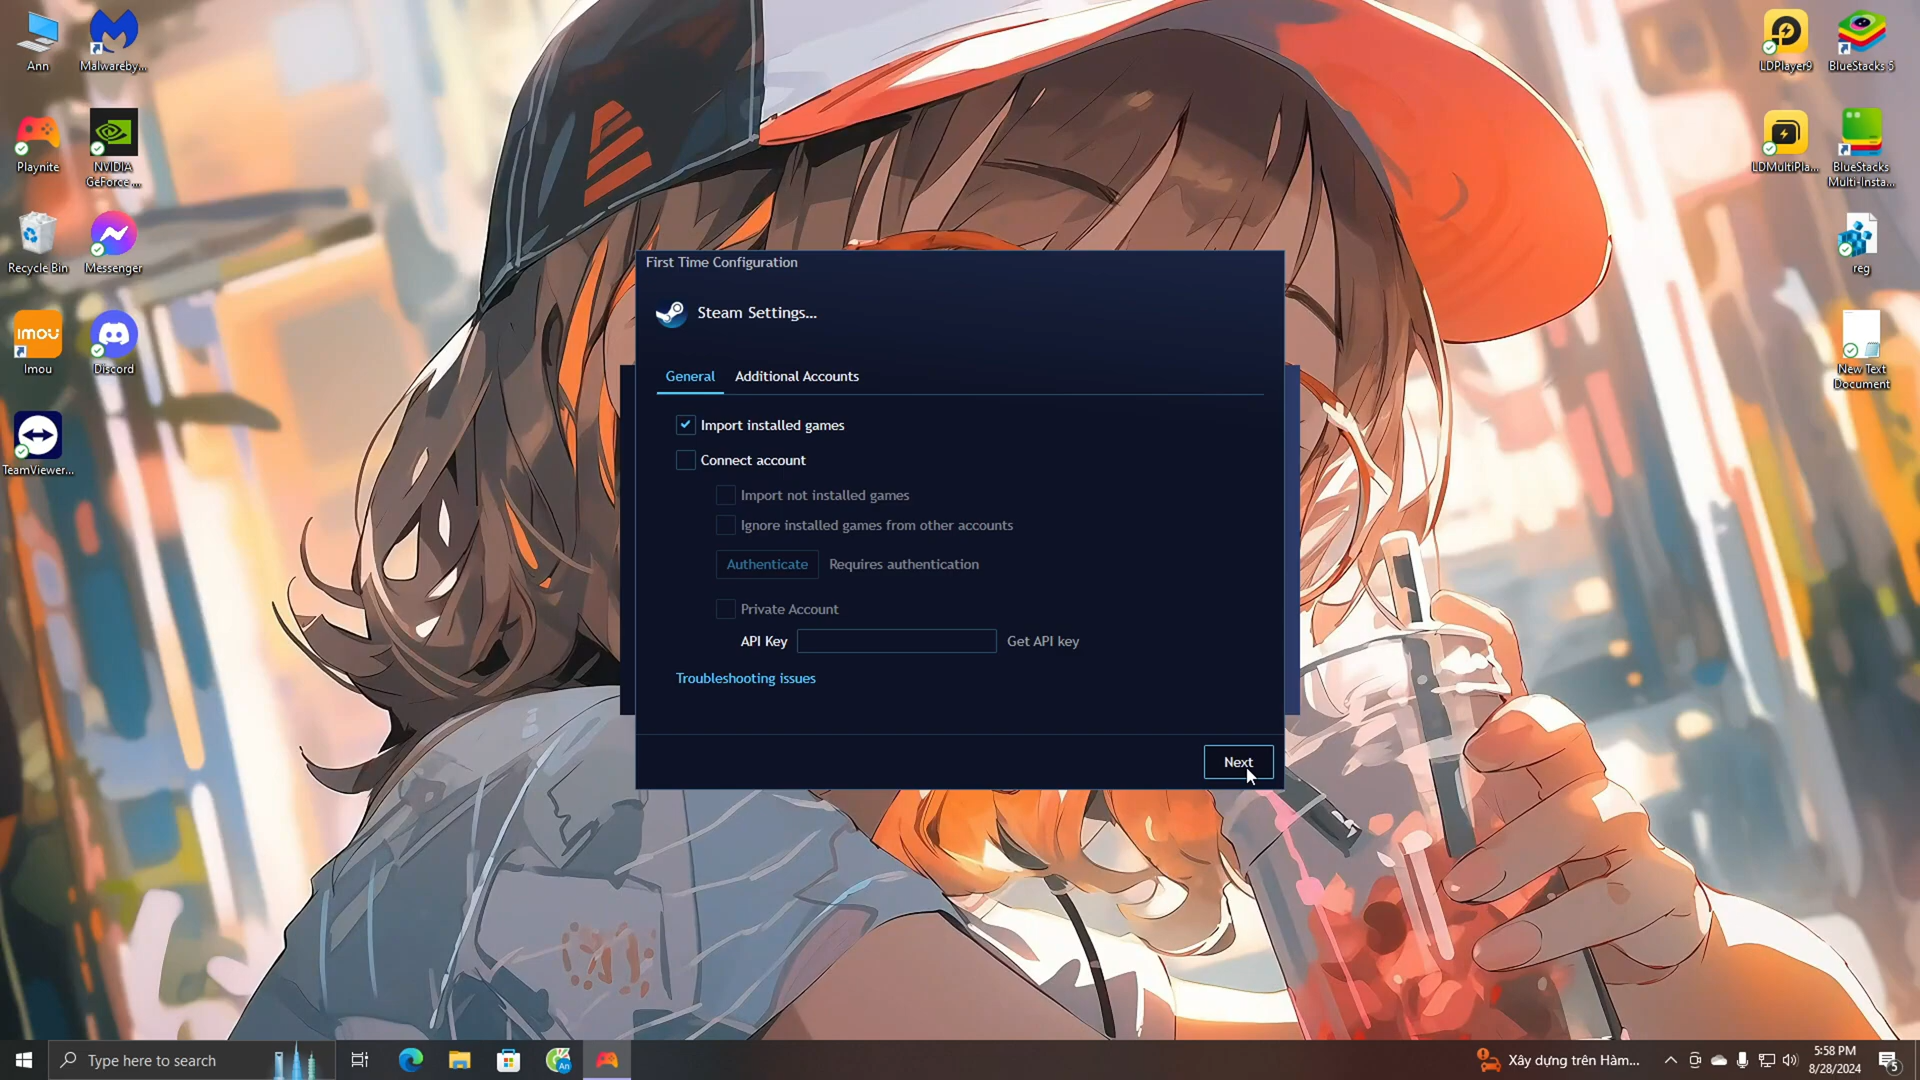 Ann
Malwareby...
Playnite
NVIDIA
GeForce ...
Recycle Bin
Messenger
imou
Imou
Discord
TeamViewer...
LDPlayer9
BlueStacks 5
LDMultiPla...
BlueStacks
Multi-Insta...
reg
New Text
Document
First Time Configuration
Steam Settings...
General
Additional Accounts
Import installed games
Connect account
Import not installed games
Ignore installed games from other accounts
Authenticate
Requires authentication
Private Account
API Key
Get API key
Troubleshooting issues
Next
Type here to search
An
Xây dựng trên Hàm...
5:58 PM
8/28/2024
5